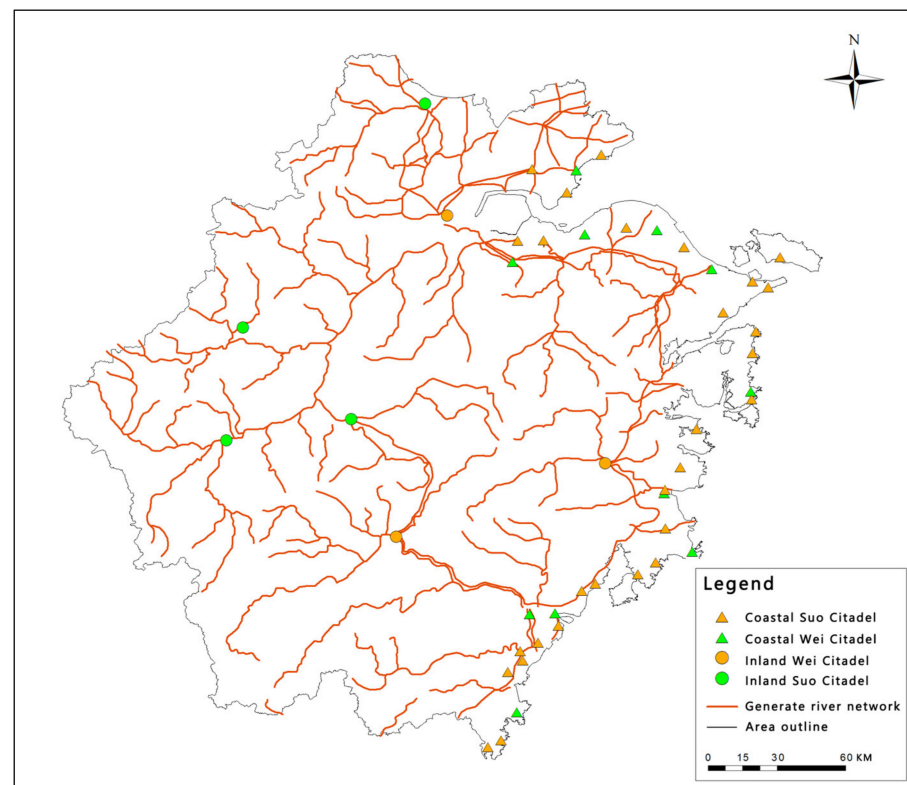 N
Legend
Coastal Suo Citadel
Coastal Wei Citadel
Inland Wei Citadel
Inland Suo Citadel
Generate river network
Area outline
0 15 30 60 KM